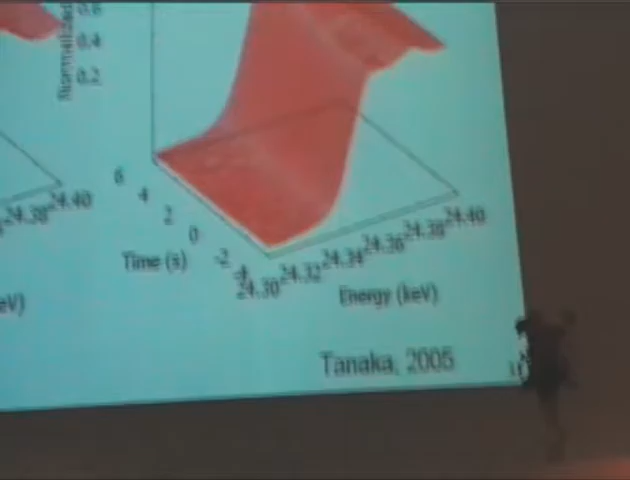 0.6
0.4
0.2
6
4
2
0
-2
-4
Time (s)
24.38 24.40
24.30 24.32 24.34 24.36 24.38 24.40
Energy (keV)
eV)
Tanaka, 2005